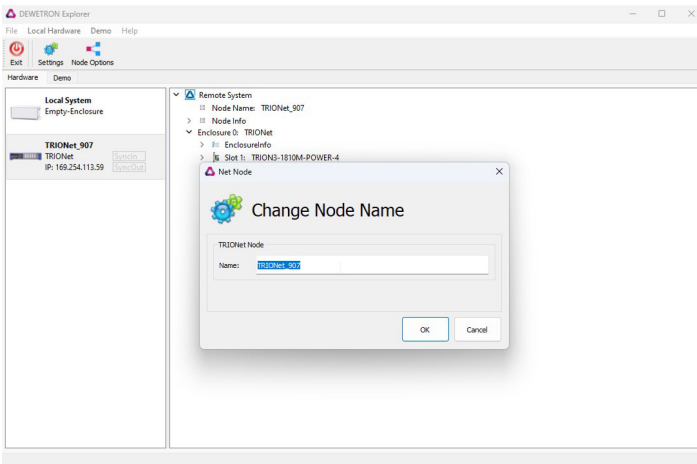 DEWETRON Explorer
File Local Hardware Demo Help
Exit Settings Node Options
Hardware Demo
Local System
Empty-Enclosure
TRIONet_907
TRIONet SyncIn
IP: 169.254.113.59 SyncOut
Remote System
Node Name: TRIONet_907
Node Info
Enclosure 0: TRIONet
EnclosureInfo
Slot 1: TRION3-1810M-POWER-4
Net Node
Change Node Name
TRIONet Node
Name: TRIONet_907
OK Cancel